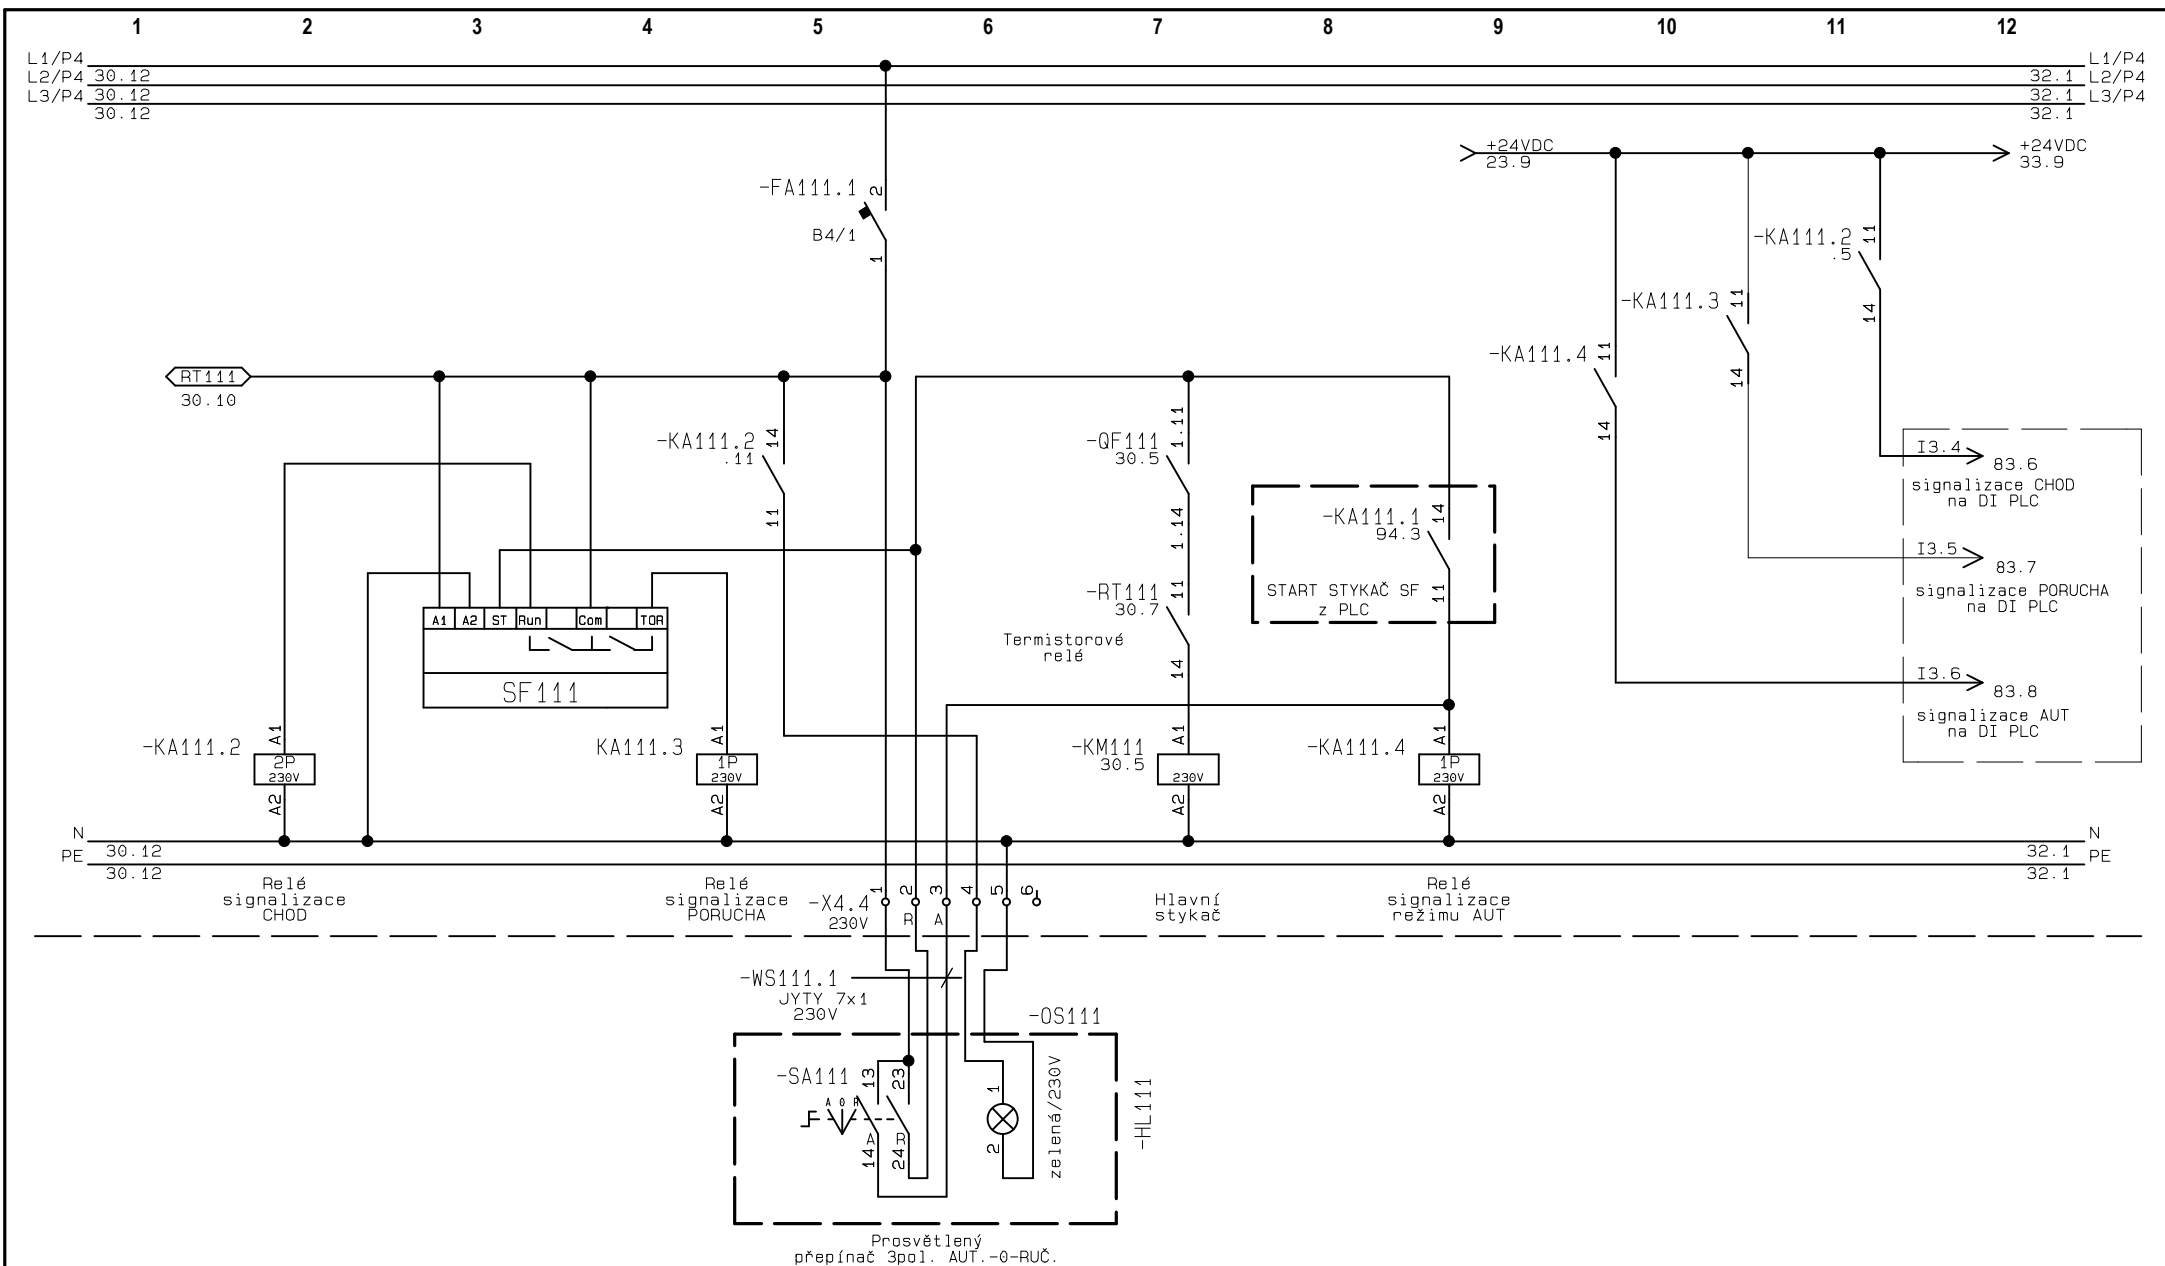 1 2 3 4 5 6 7 8 9 10 11 12
L1/P4 L1/P4
L2/P4 30.12 32.1 L2/P4
L3/P4 30.12 32.1 L3/P4
30.12 32.1
+24VDC
23.9
+24VDC
33.9
-FA111.1 2
B4/1
1
-KA111.2 11
.5
14
-KA111.3 11
14
-KA111.4 11
14
RT111
30.10
-KA111.2 14
.11
11
-QF111 1.11
30.5
1.14
-RT111 11
30.7
14
Termistorové
relé
-KA111.1 14
94.3
START STYKAČ SF
z PLC
11
I3.4
83.6
signalizace CHOD
na DI PLC
I3.5
83.7
signalizace PORUCHA
na DI PLC
I3.6
83.8
signalizace AUT
na DI PLC
A1 A2 ST Run Com TOR
SF111
-KA111.2 A1
2P
230V
A2
KA111.3 A1
1P
230V
A2
-KM111 A1
30.5
230V
A2
-KA111.4 A1
1P
230V
A2
N N
30.12 32.1
PE PE
30.12 32.1
Relé
signalizace
CHOD
Relé
signalizace
PORUCHA
-X4.4 1 2 3 4 5 6
230V R A
Hlavní
stykač
Relé
signalizace
režimu AUT
-WS111.1
JYTY 7x1
230V
-OS111
-SA111 13 23
A 0 R
A R
14 24
1
2
zelená/230V
-HL111
Prosvětlený
přepínač 3pol. AUT.-0-RUČ.